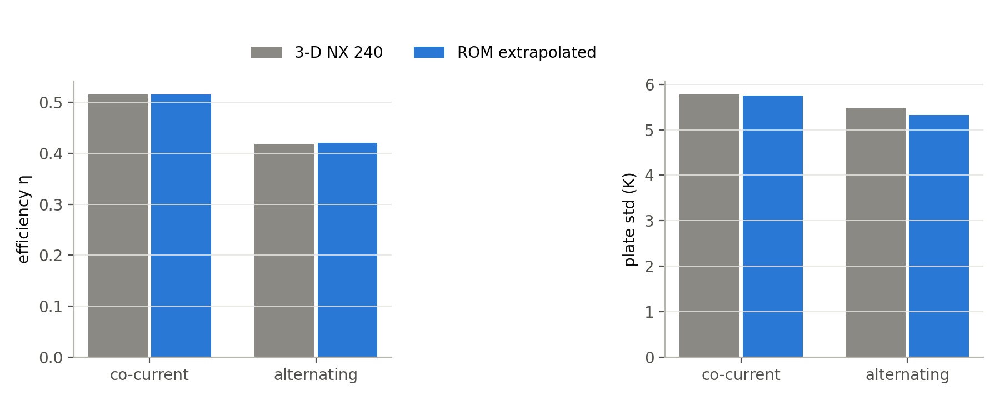 3-D NX 240
ROM extrapolated
efficiency η
0.5
0.4
0.3
0.2
0.1
0.0
co-current
alternating
plate std (K)
6
5
4
3
2
1
0
co-current
alternating